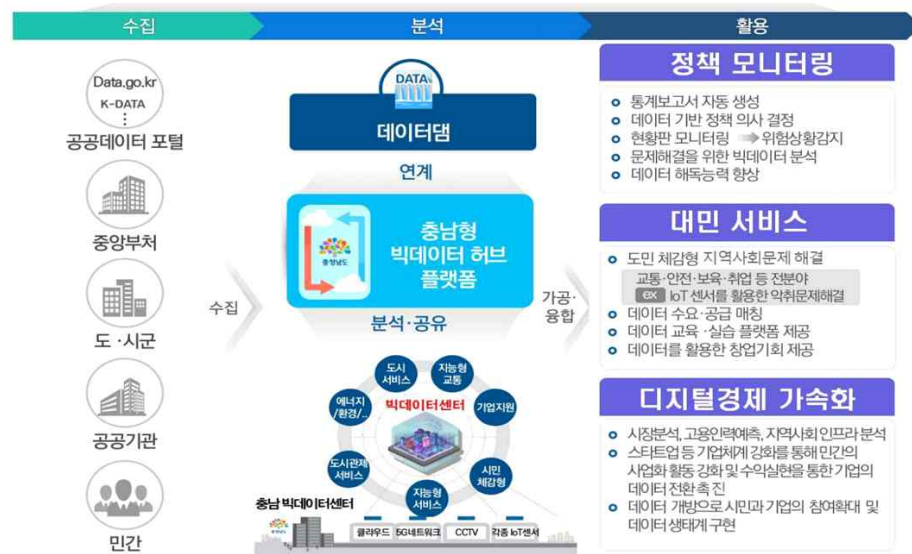 수집
분석
활용
Data.go.kr
K-DATA
공공데이터 포털
중앙부처
도 ·시군
공공기관
민간
수집
DATA
데이터댐
연계
충청남도
충남형
빅데이터 허브
플랫폼
분석·공유
도시
서비스
지능형
교통
에너지
/환경/..
빅데이터센터
기업지원
도시관제
서비스
시민
체감형
지능형
서비스
충남 빅데이터센터
클라우드
5G네트워크
CCTV
각종 IoT센서
가공·
융합
정책 모니터링
통계보고서 자동 생성
데이터 기반 정책 의사 결정
현황판 모니터링 ➡ 위험상황감지
문제해결을 위한 빅데이터 분석
데이터 해독능력 향상
대민 서비스
도민 체감형 지역사회문제 해결
교통·안전·보육·취업 등 전분야
ex IoT 센서를 활용한 악취문제해결
데이터 수요·공급 매칭
데이터 교육 ·실습 플랫폼 제공
데이터를 활용한 창업기회 제공
디지털경제 가속화
시장분석, 고용인력예측, 지역사회 인프라 분석
스타트업 등 기업체계 강화를 통해 민간의
사업화 활동 강화 및 수익실현을 통한 기업의
데이터 전환 촉진
데이터 개방으로 시민과 기업의 참여확대 및
데이터 생태계 구현